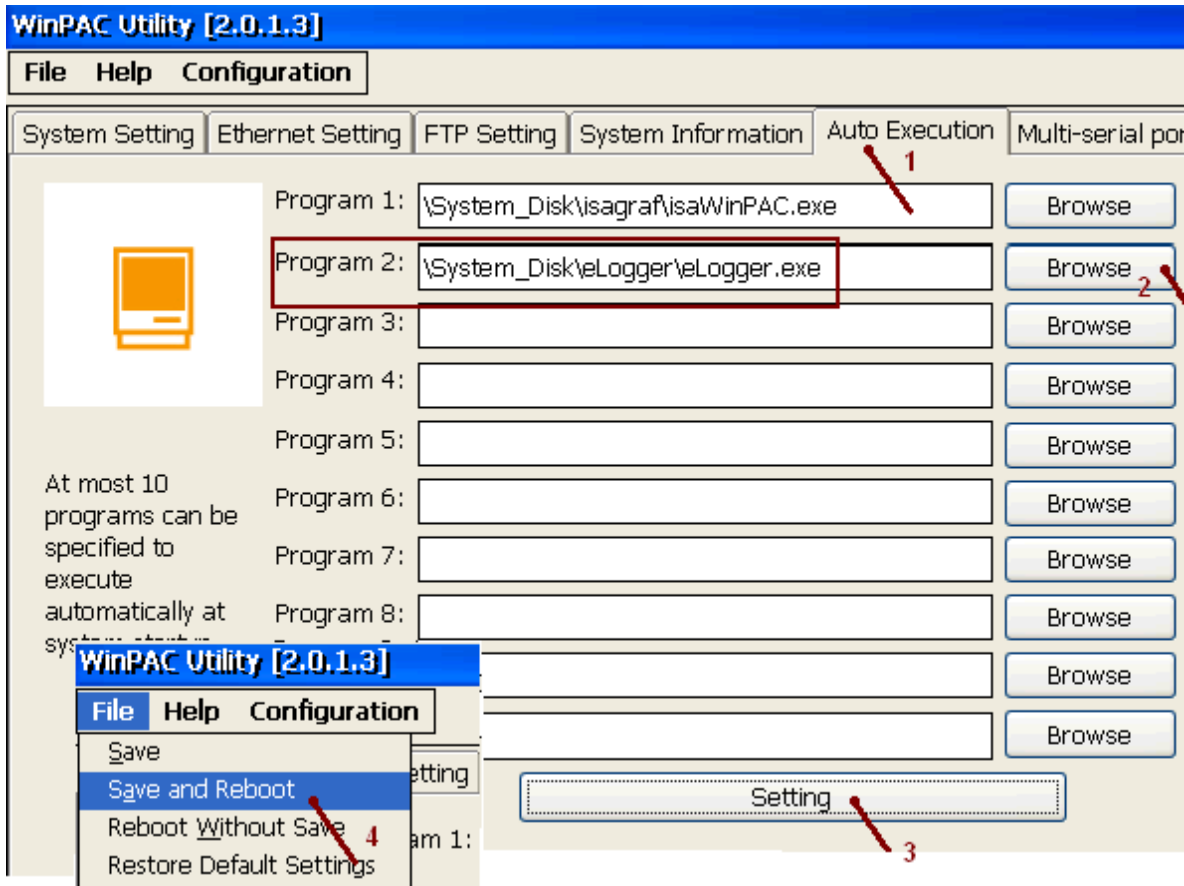 WinPAC Utility [2.0.1.3]
File Help Configuration
System Setting Ethernet Setting FTP Setting System Information Auto Execution Multi-serial por
1
Program 1: \System_Disk\isagraf\isaWinPAC.exe Browse
Program 2: \System_Disk\eLogger\eLogger.exe Browse
2
Program 3: Browse
Program 4: Browse
Program 5: Browse
Program 6: Browse
Program 7: Browse
Program 8: Browse
Browse
Browse
At most 10
programs can be
specified to
execute
automatically at
Setting
3
WinPAC Utility [2.0.1.3]
File Help Configuration
Save
Save and Reboot
Reboot Without Save
Restore Default Settings
4
etting
am 1: